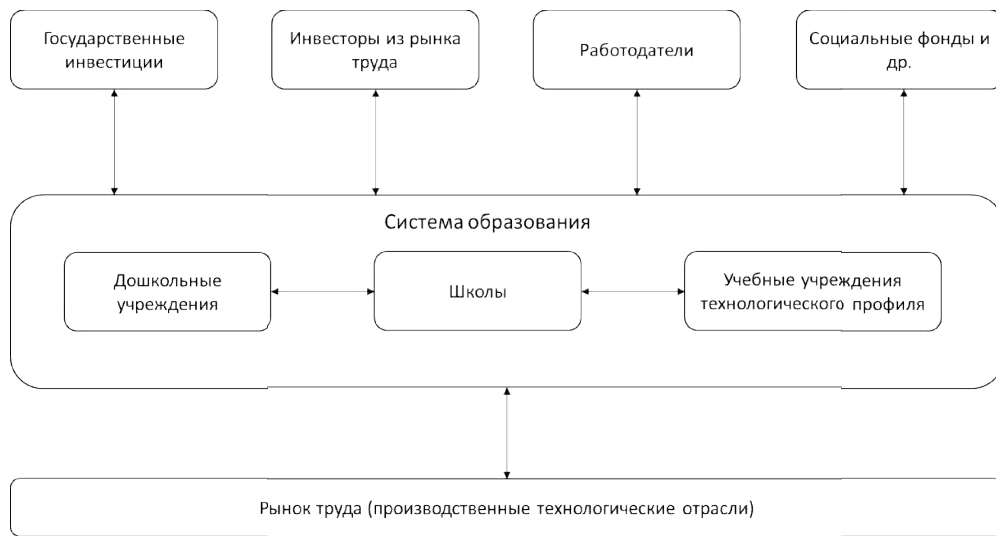 Государственные
инвестиции
Инвесторы из рынка
труда
Работодатели
Социальные фонды и
др.
Система образования
Дошкольные
учреждения
Школы
Учебные учреждения
технологического профиля
Рынок труда (производственные технологические отрасли)